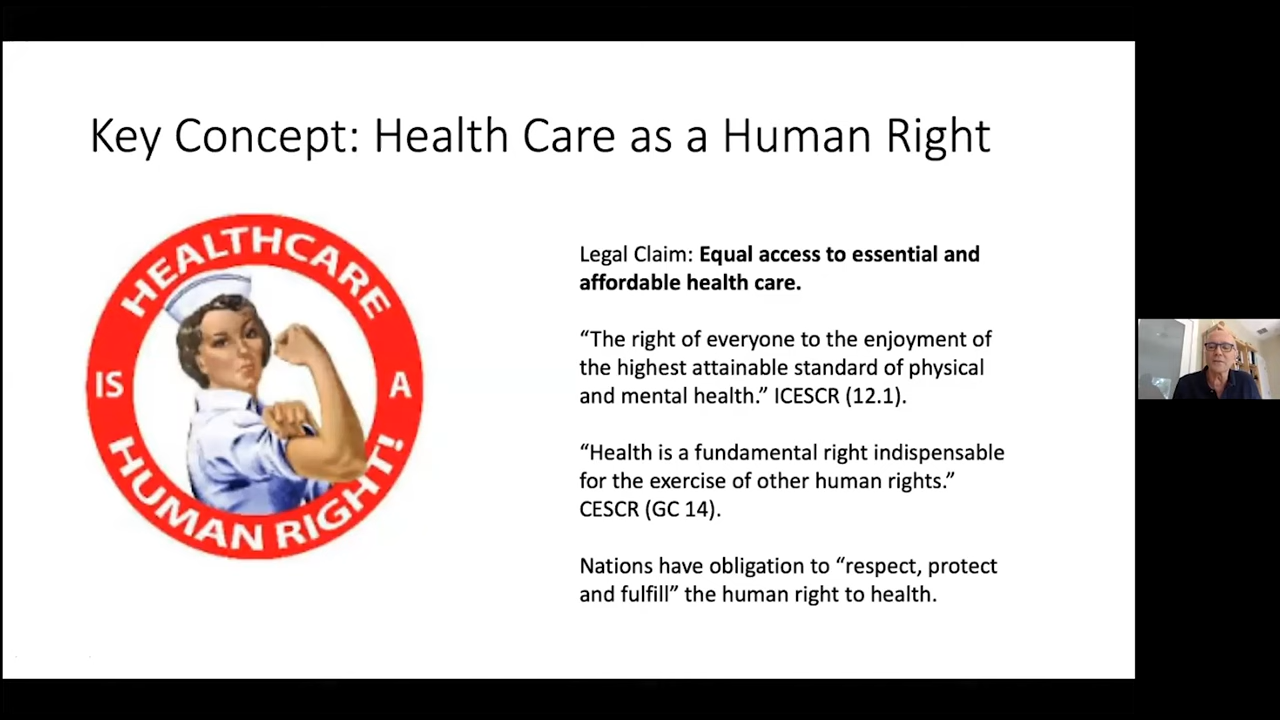 Key Concept: Health Care as a Human Right
HEALTHCARE
IS A
HUMAN RIGHT!
Legal Claim: Equal access to essential and
affordable health care.
“The right of everyone to the enjoyment of
the highest attainable standard of physical
and mental health.” ICESCR (12.1).
“Health is a fundamental right indispensable
for the exercise of other human rights.”
CESCR (GC 14).
Nations have obligation to “respect, protect
and fulfill” the human right to health.